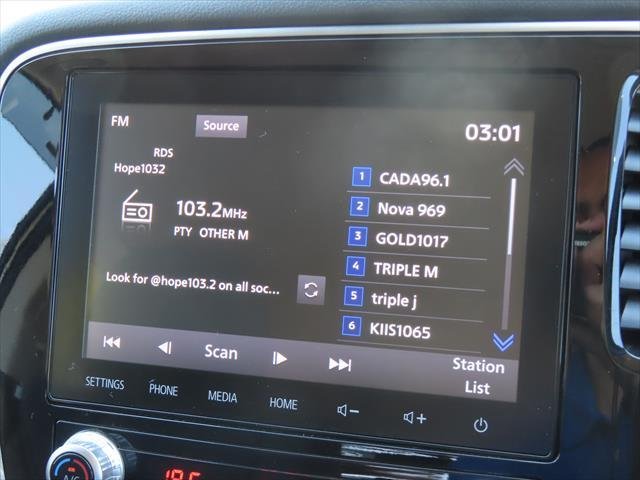 FM
Source
03:01
RDS
Hope1032
103.2MHz
PTY OTHER M
Look for @hope103.2 on all soc...
1 CADA96.1
2 Nova 969
3 GOLD1017
4 TRIPLE M
5 triple j
6 KIIS1065
Scan
Station
List
SETTINGS
PHONE
MEDIA
HOME
A/C